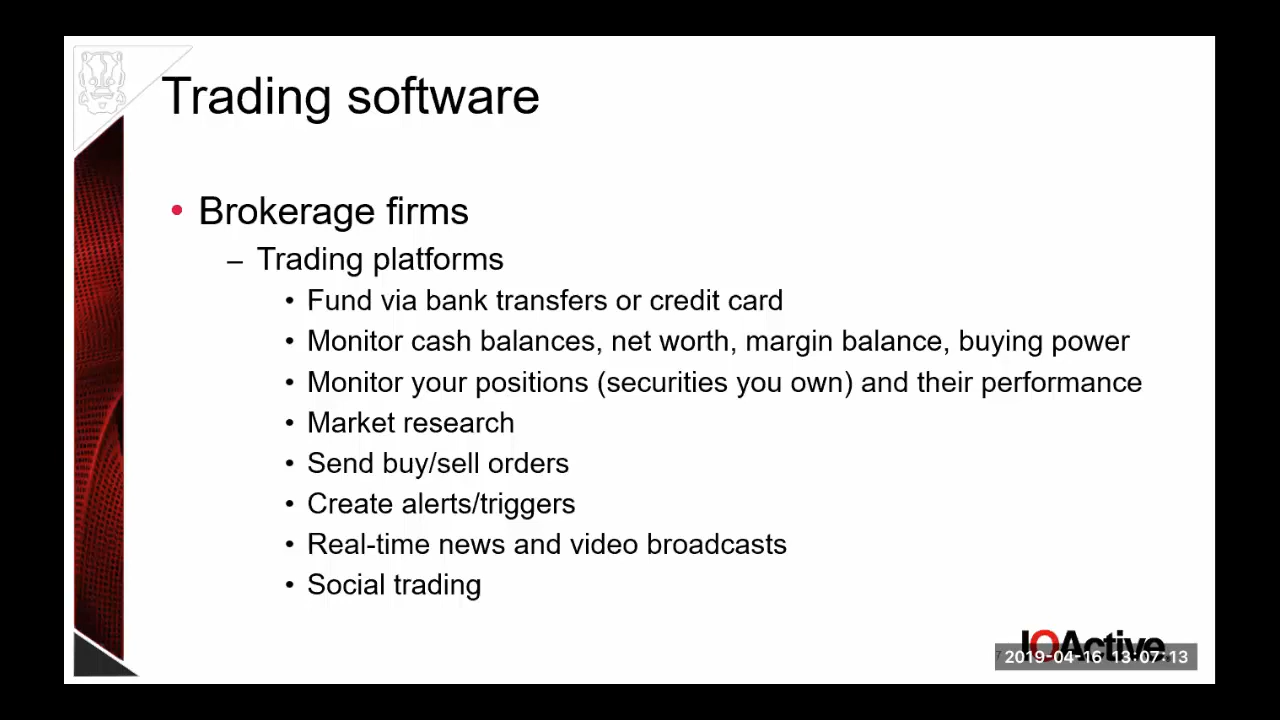 Trading software
• Brokerage firms
– Trading platforms
• Fund via bank transfers or credit card
• Monitor cash balances, net worth, margin balance, buying power
• Monitor your positions (securities you own) and their performance
• Market research
• Send buy/sell orders
• Create alerts/triggers
• Real-time news and video broadcasts
• Social trading
IOActive
7
2019-04-16 13:07:13